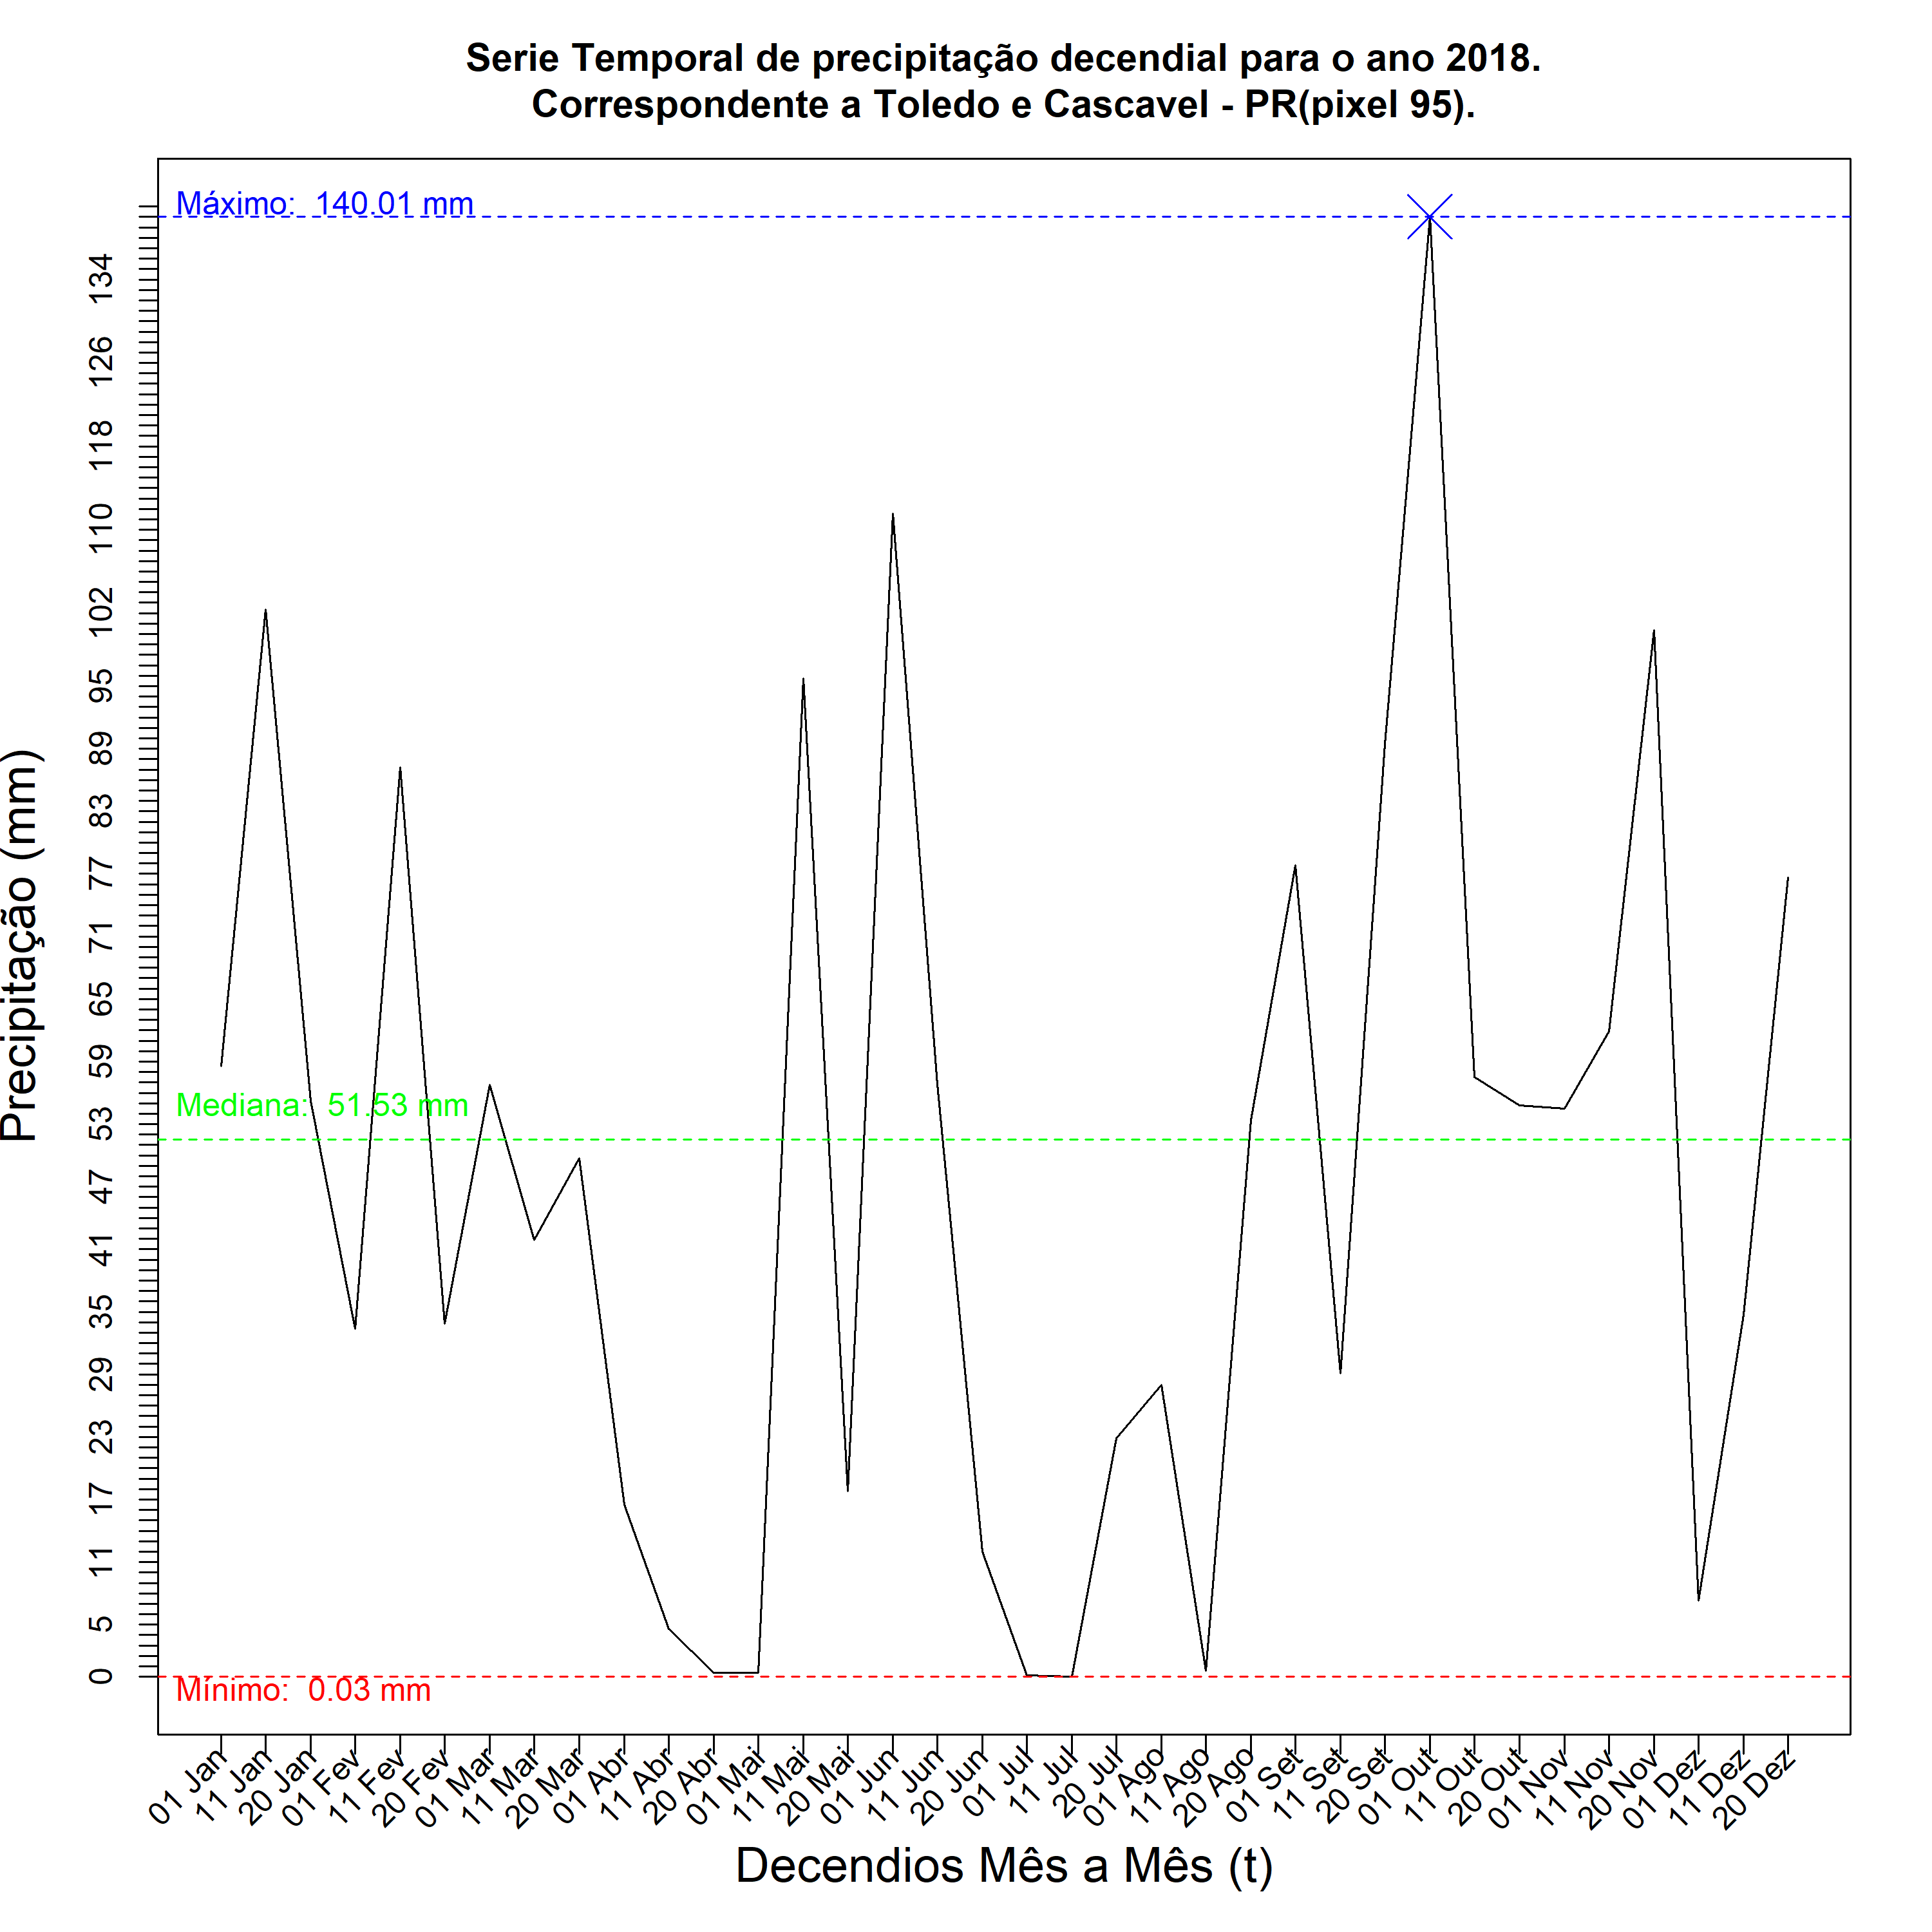 Serie Temporal de precipitação decendial para o ano 2018.
Correspondente a Toledo e Cascavel - PR(pixel 95).
Precipitação (mm)
134
126
118
110
102
95
89
83
77
71
65
59
53
47
41
35
29
23
17
11
5
0
Máximo:  140.01 mm
Mediana:  51.53 mm
Mínimo:  0.03 mm
01 Jan
11 Jan
20 Jan
01 Fev
11 Fev
20 Fev
01 Mar
11 Mar
20 Mar
01 Abr
11 Abr
20 Abr
01 Mai
11 Mai
20 Mai
01 Jun
11 Jun
20 Jun
01 Jul
11 Jul
20 Jul
01 Ago
11 Ago
20 Ago
01 Set
11 Set
20 Set
01 Out
11 Out
20 Out
01 Nov
11 Nov
20 Nov
01 Dez
11 Dez
20 Dez
Decendios Mês a Mês (t)